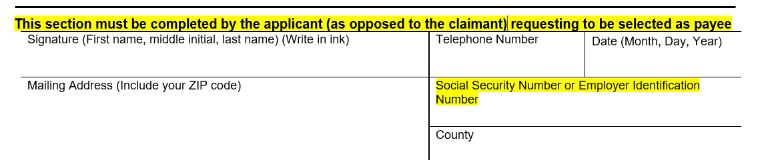 This section must be completed by the applicant (as opposed to the claimant) requesting to be selected as payee
Signature (First name, middle initial, last name) (Write in ink)
Telephone Number
Date (Month, Day, Year)
Mailing Address (Include your ZIP code)
Social Security Number or Employer Identification
Number
County